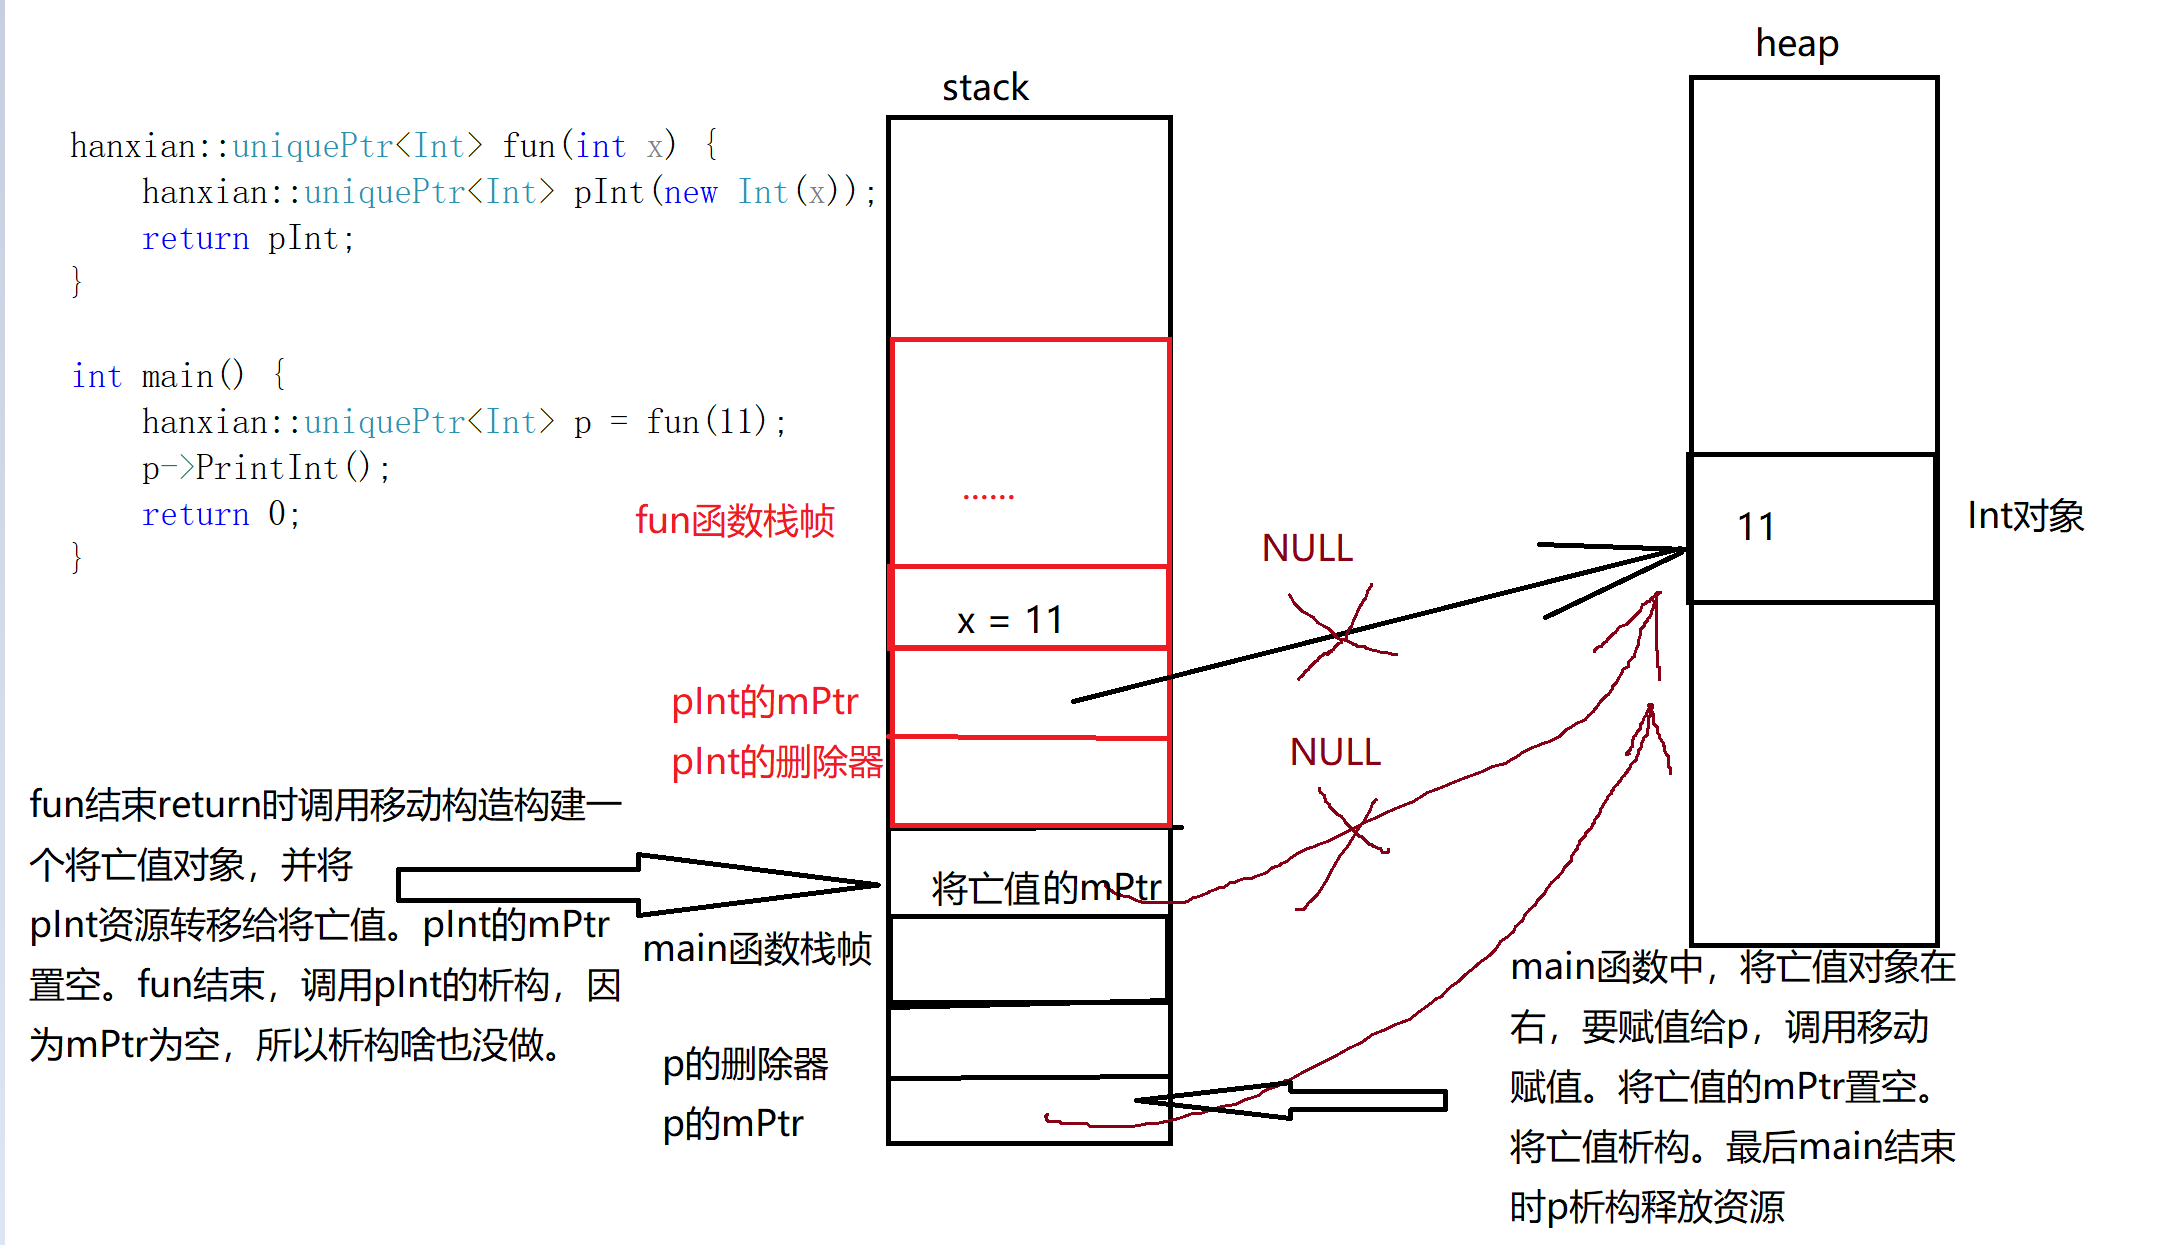 heap
stack
hanxian::uniquePtr<Int> fun(int x) {
hanxian::uniquePtr<Int> pInt(new Int(x));
return pInt;
}
int main() {
hanxian::uniquePtr<Int> p = fun(11);
p->PrintInt();
return 0;
}
fun函数栈帧
......
x = 11
pInt的mPtr
pInt的删除器
NULL
NULL
11
Int对象
fun结束return时调用移动构造构建一
个将亡值对象，并将
pInt资源转移给将亡值。pInt的mPtr
置空。fun结束，调用pInt的析构，因
为mPtr为空，所以析构啥也没做。
将亡值的mPtr
main函数栈帧
p的删除器
p的mPtr
main函数中，将亡值对象在
右，要赋值给p，调用移动
赋值。将亡值的mPtr置空。
将亡值析构。最后main结束
时p析构释放资源